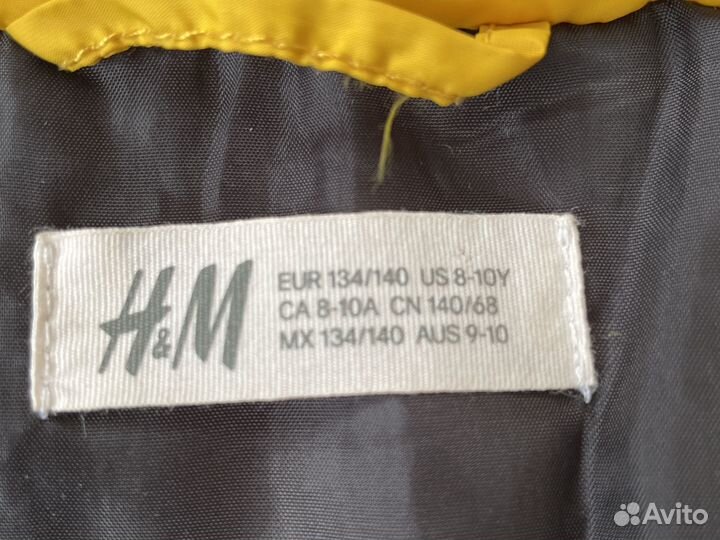 H&M
EUR 134/140 US 8-10Y
CA 8-10A CN 140/68
MX 134/140 AUS 9-10
Avito